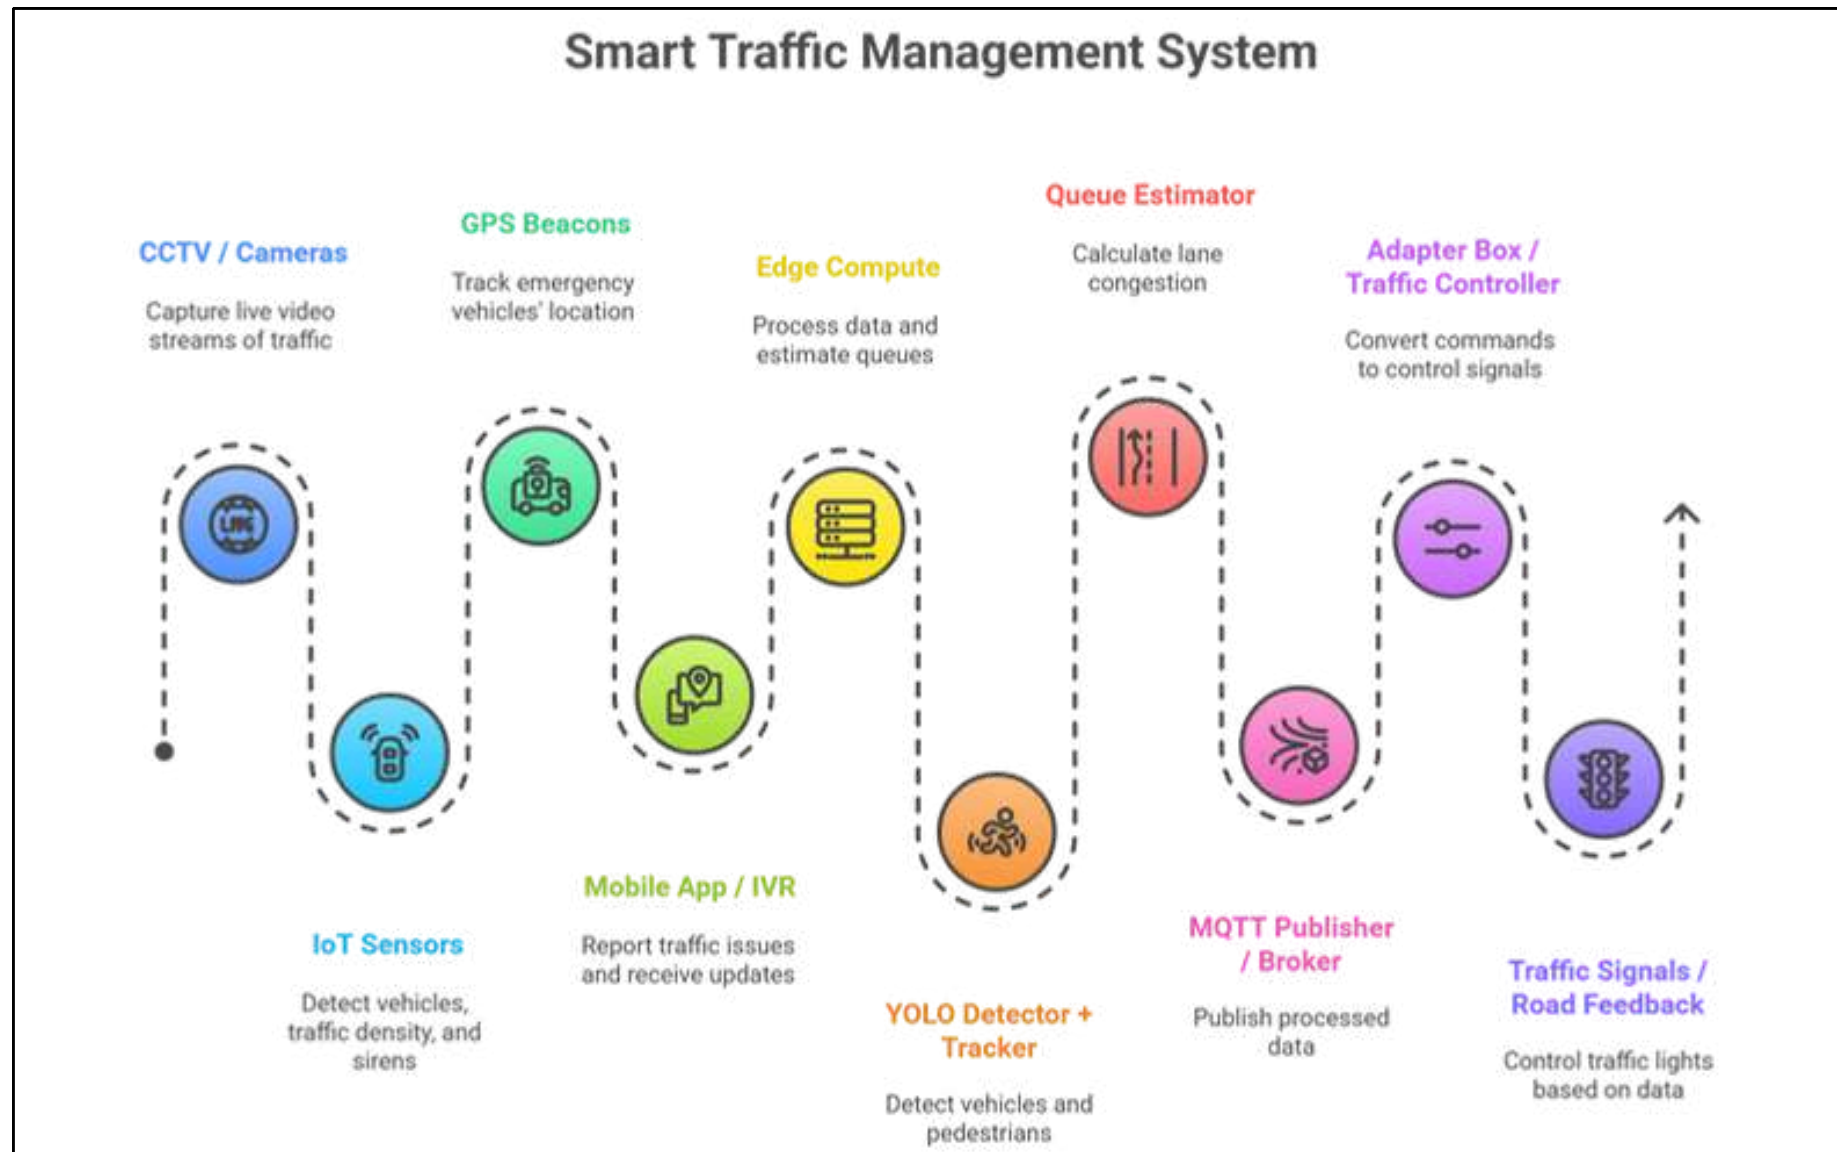 Smart Traffic Management System
CCTV / Cameras
Capture live video
streams of traffic
IoT Sensors
Detect vehicles,
traffic density, and
sirens
GPS Beacons
Track emergency
vehicles' location
Mobile App / IVR
Report traffic issues
and receive updates
Edge Compute
Process data and
estimate queues
YOLO Detector +
Tracker
Detect vehicles and
pedestrians
Queue Estimator
Calculate lane
congestion
MQTT Publisher
/ Broker
Publish processed
data
Adapter Box /
Traffic Controller
Convert commands
to control signals
Traffic Signals /
Road Feedback
Control traffic lights
based on data